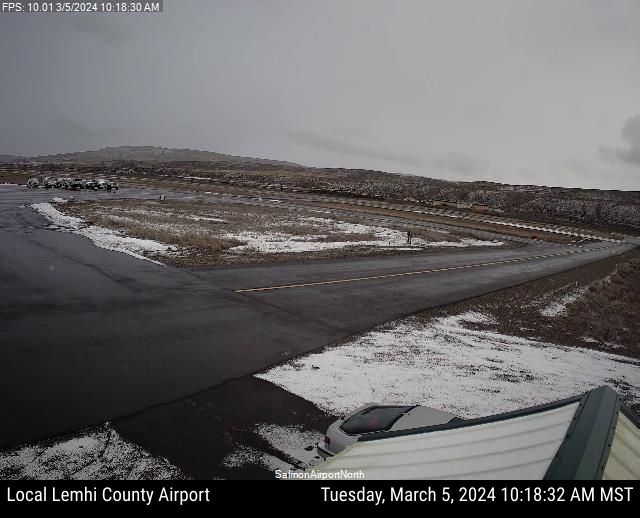 FPS: 10.01 3/5/2024 10:18:30 AM
SalmonAirportNorth
Local Lemhi County Airport Tuesday, March 5, 2024 10:18:32 AM MST